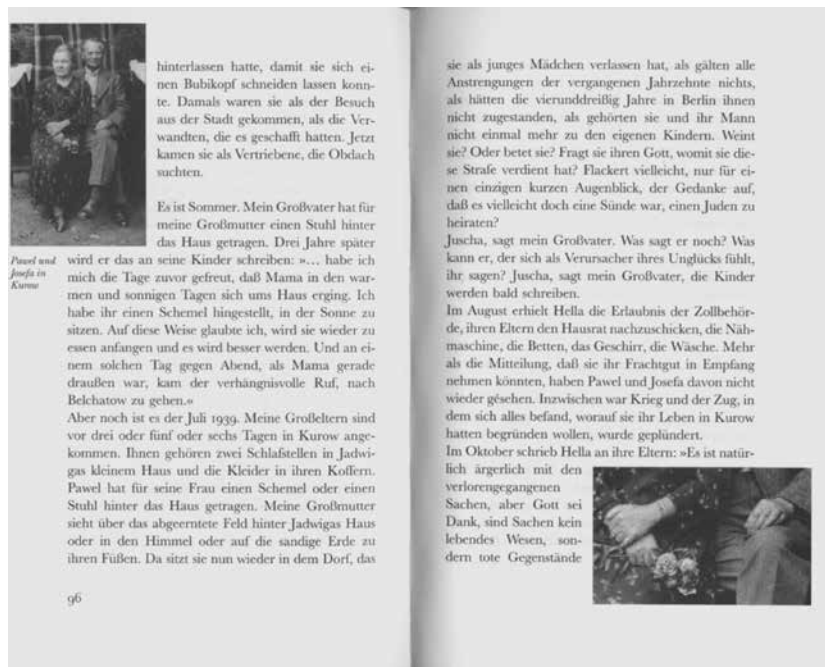 hinterlassen hatte, damit sie sich ei-
nen Bubikopf schneiden lassen konn-
te. Damals waren sie als der Besuch
aus der Stadt gekommen, als die Ver-
wandten, die es geschafft hatten. Jetzt
kamen sie als Vertriebene, die Obdach
suchten.
Es ist Sommer. Mein Großvater hat für
meine Großmutter einen Stuhl hinter
das Haus getragen. Drei Jahre später
Pawel und
Josefa in
Kurow
wird er das an seine Kinder schreiben: »... habe ich
mich die Tage zuvor gefreut, daß Mama in den war-
men und sonnigen Tagen sich ums Haus erging. Ich
habe ihr einen Schemel hingestellt, in der Sonne zu
sitzen. Auf diese Weise glaubte ich, wird sie wieder zu
essen anfangen und es wird besser werden. Und an ei-
nem solchen Tag gegen Abend, als Mama gerade
draußen war, kam der verhängnisvolle Ruf, nach
Belchatow zu gehen.«
Aber noch ist es der Juli 1939. Meine Großeltern sind
vor drei oder fünf oder sechs Tagen in Kurow ange-
kommen. Ihnen gehören zwei Schlafstellen in Jadwi-
gas kleinem Haus und die Kleider in ihren Koffern.
Pawel hat für seine Frau einen Schemel oder einen
Stuhl hinter das Haus getragen. Meine Großmutter
sieht über das abgeerntete Feld hinter Jadwigas Haus
oder in den Himmel oder auf die sandige Erde zu
ihren Füßen. Da sitzt sie nun wieder in dem Dorf, das
96
sie als junges Mädchen verlassen hat, als gälten alle
Anstrengungen der vergangenen Jahrzehnte nichts,
als hätten die vierunddreißig Jahre in Berlin ihnen
nicht zugestanden, als gehörten sie und ihr Mann
nicht einmal mehr zu den eigenen Kindern. Weint
sie? Oder betet sie? Fragt sie ihren Gott, womit sie die-
se Strafe verdient hat? Flackert vielleicht, nur für ei-
nen einzigen kurzen Augenblick, der Gedanke auf,
daß es vielleicht doch eine Sünde war, einen Juden zu
heiraten?
Juscha, sagt mein Großvater. Was sagt er noch? Was
kann er, der sich als Verursacher ihres Unglücks fühlt,
ihr sagen? Juscha, sagt mein Großvater, die Kinder
werden bald schreiben.
Im August erhielt Hella die Erlaubnis der Zollbehör-
de, ihren Eltern den Hausrat nachzuschicken, die Näh-
maschine, die Betten, das Geschirr, die Wäsche. Mehr
als die Mitteilung, daß sie ihr Frachtgut in Empfang
nehmen könnten, haben Pawel und Josefa davon nicht
wieder gesehen. Inzwischen war Krieg und der Zug, in
dem sich alles befand, worauf sie ihr Leben in Kurow
hatten begründen wollen, wurde geplündert.
Im Oktober schrieb Hella an ihre Eltern: »Es ist natür-
lich ärgerlich mit den
verlorengegangenen
Sachen, aber Gott sei
Dank, sind Sachen kein
lebendes Wesen, son-
dern tote Gegenstände